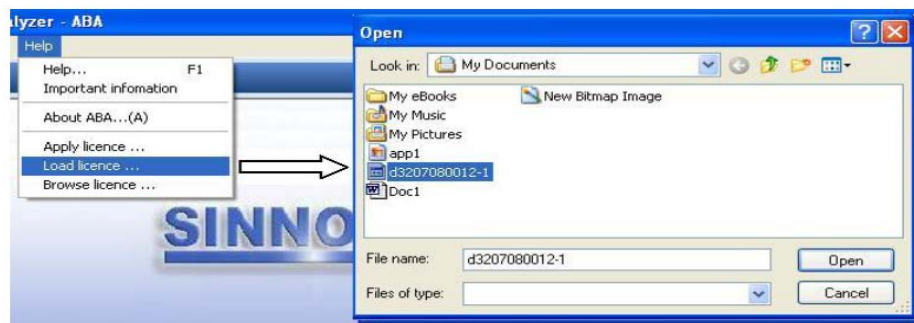 lyzer - ABA
Help
Help... F1
Important infomation
About ABA...(A)
Apply licence ...
Load licence ...
Browse licence ...
SINNO
Open
Look in: My Documents
My eBooks
My Music
My Pictures
app1
d3207080012-1
Doc1
New Bitmap Image
File name: d3207080012-1
Open
Files of type:
Cancel